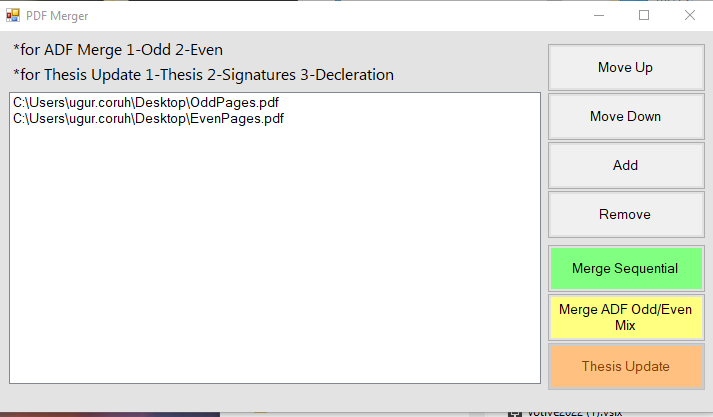 PDF Merger
*for ADF Merge 1-Odd 2-Even
*for Thesis Update 1-Thesis 2-Signatures 3-Decleration
C:\Users\ugur.coruh\Desktop\OddPages.pdf
C:\Users\ugur.coruh\Desktop\EvenPages.pdf
Move Up
Move Down
Add
Remove
Merge Sequential
Merge ADF Odd/Even
Mix
Thesis Update
votive2022 (1).vsix